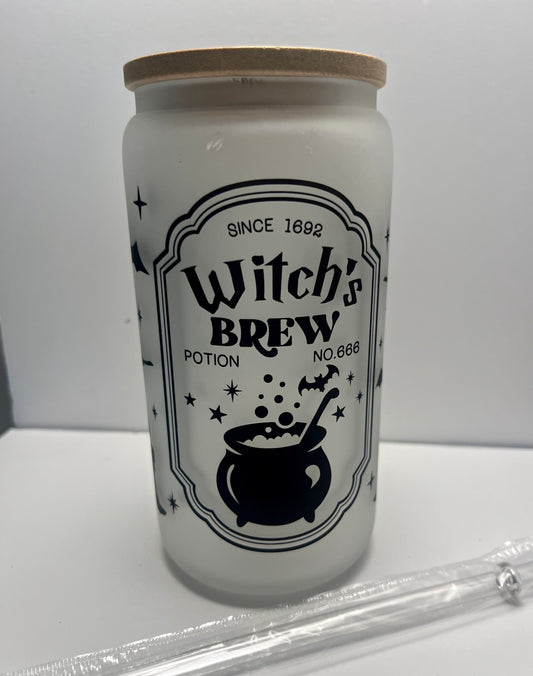 SINCE 1692
Witch's
BREW
POTION NO.666